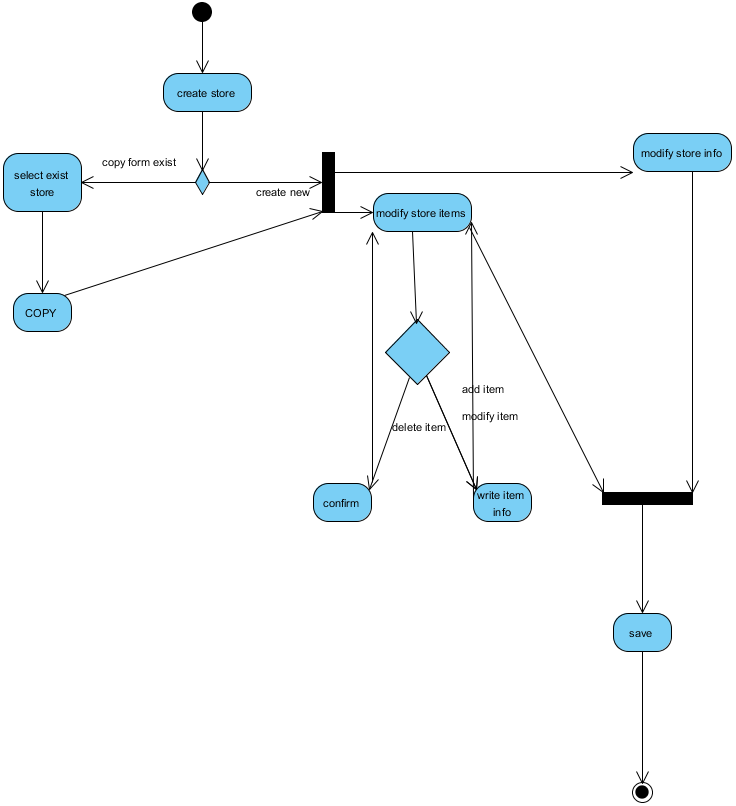 create store
copy form exist
modify store info
select exist
store
create new
modify store items
COPY
add item
modify item
delete item
confirm
write item
info
save